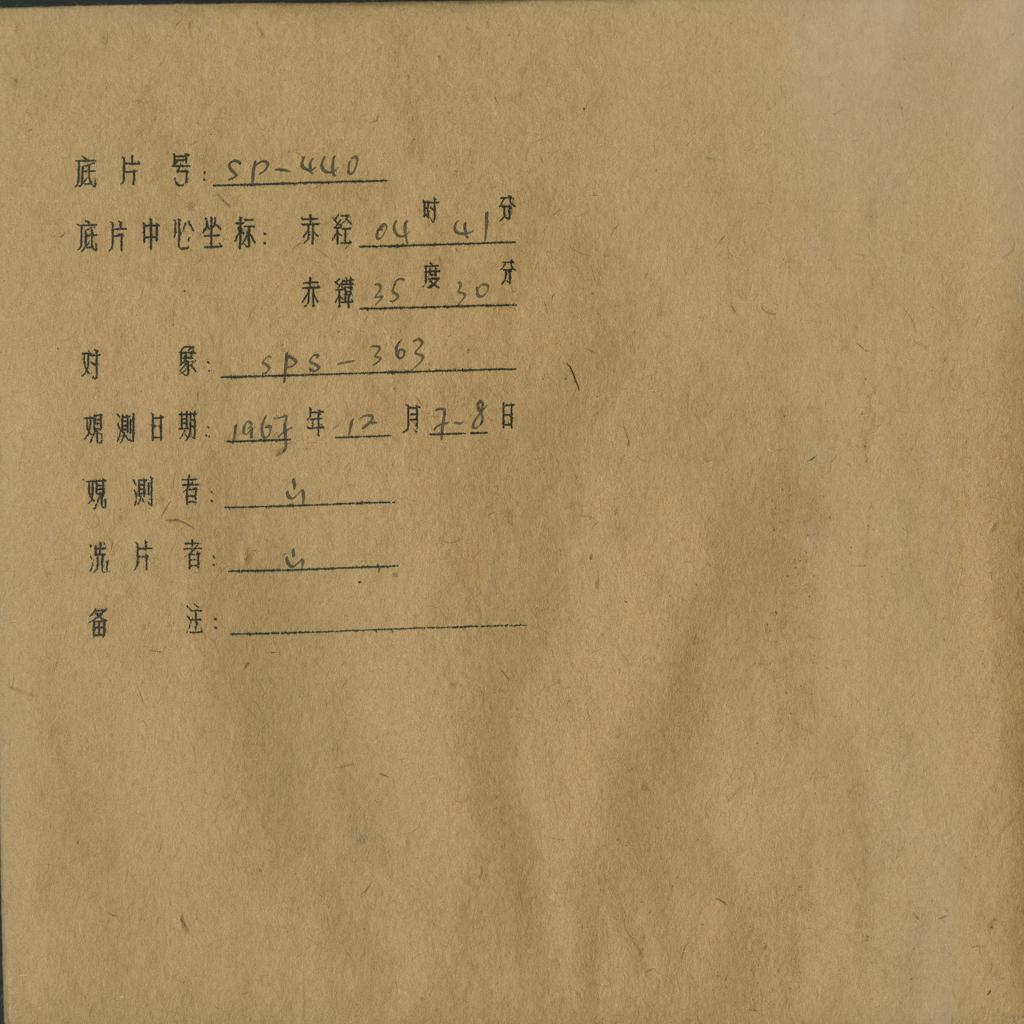 底片号: SP-440
底片中心坐标: 赤经 04时 41分
赤纬 35度 30分
对象: SPS-363
观测日期: 1967年 12月 7-8日
观测者: 山
洗片者: 山
备注: